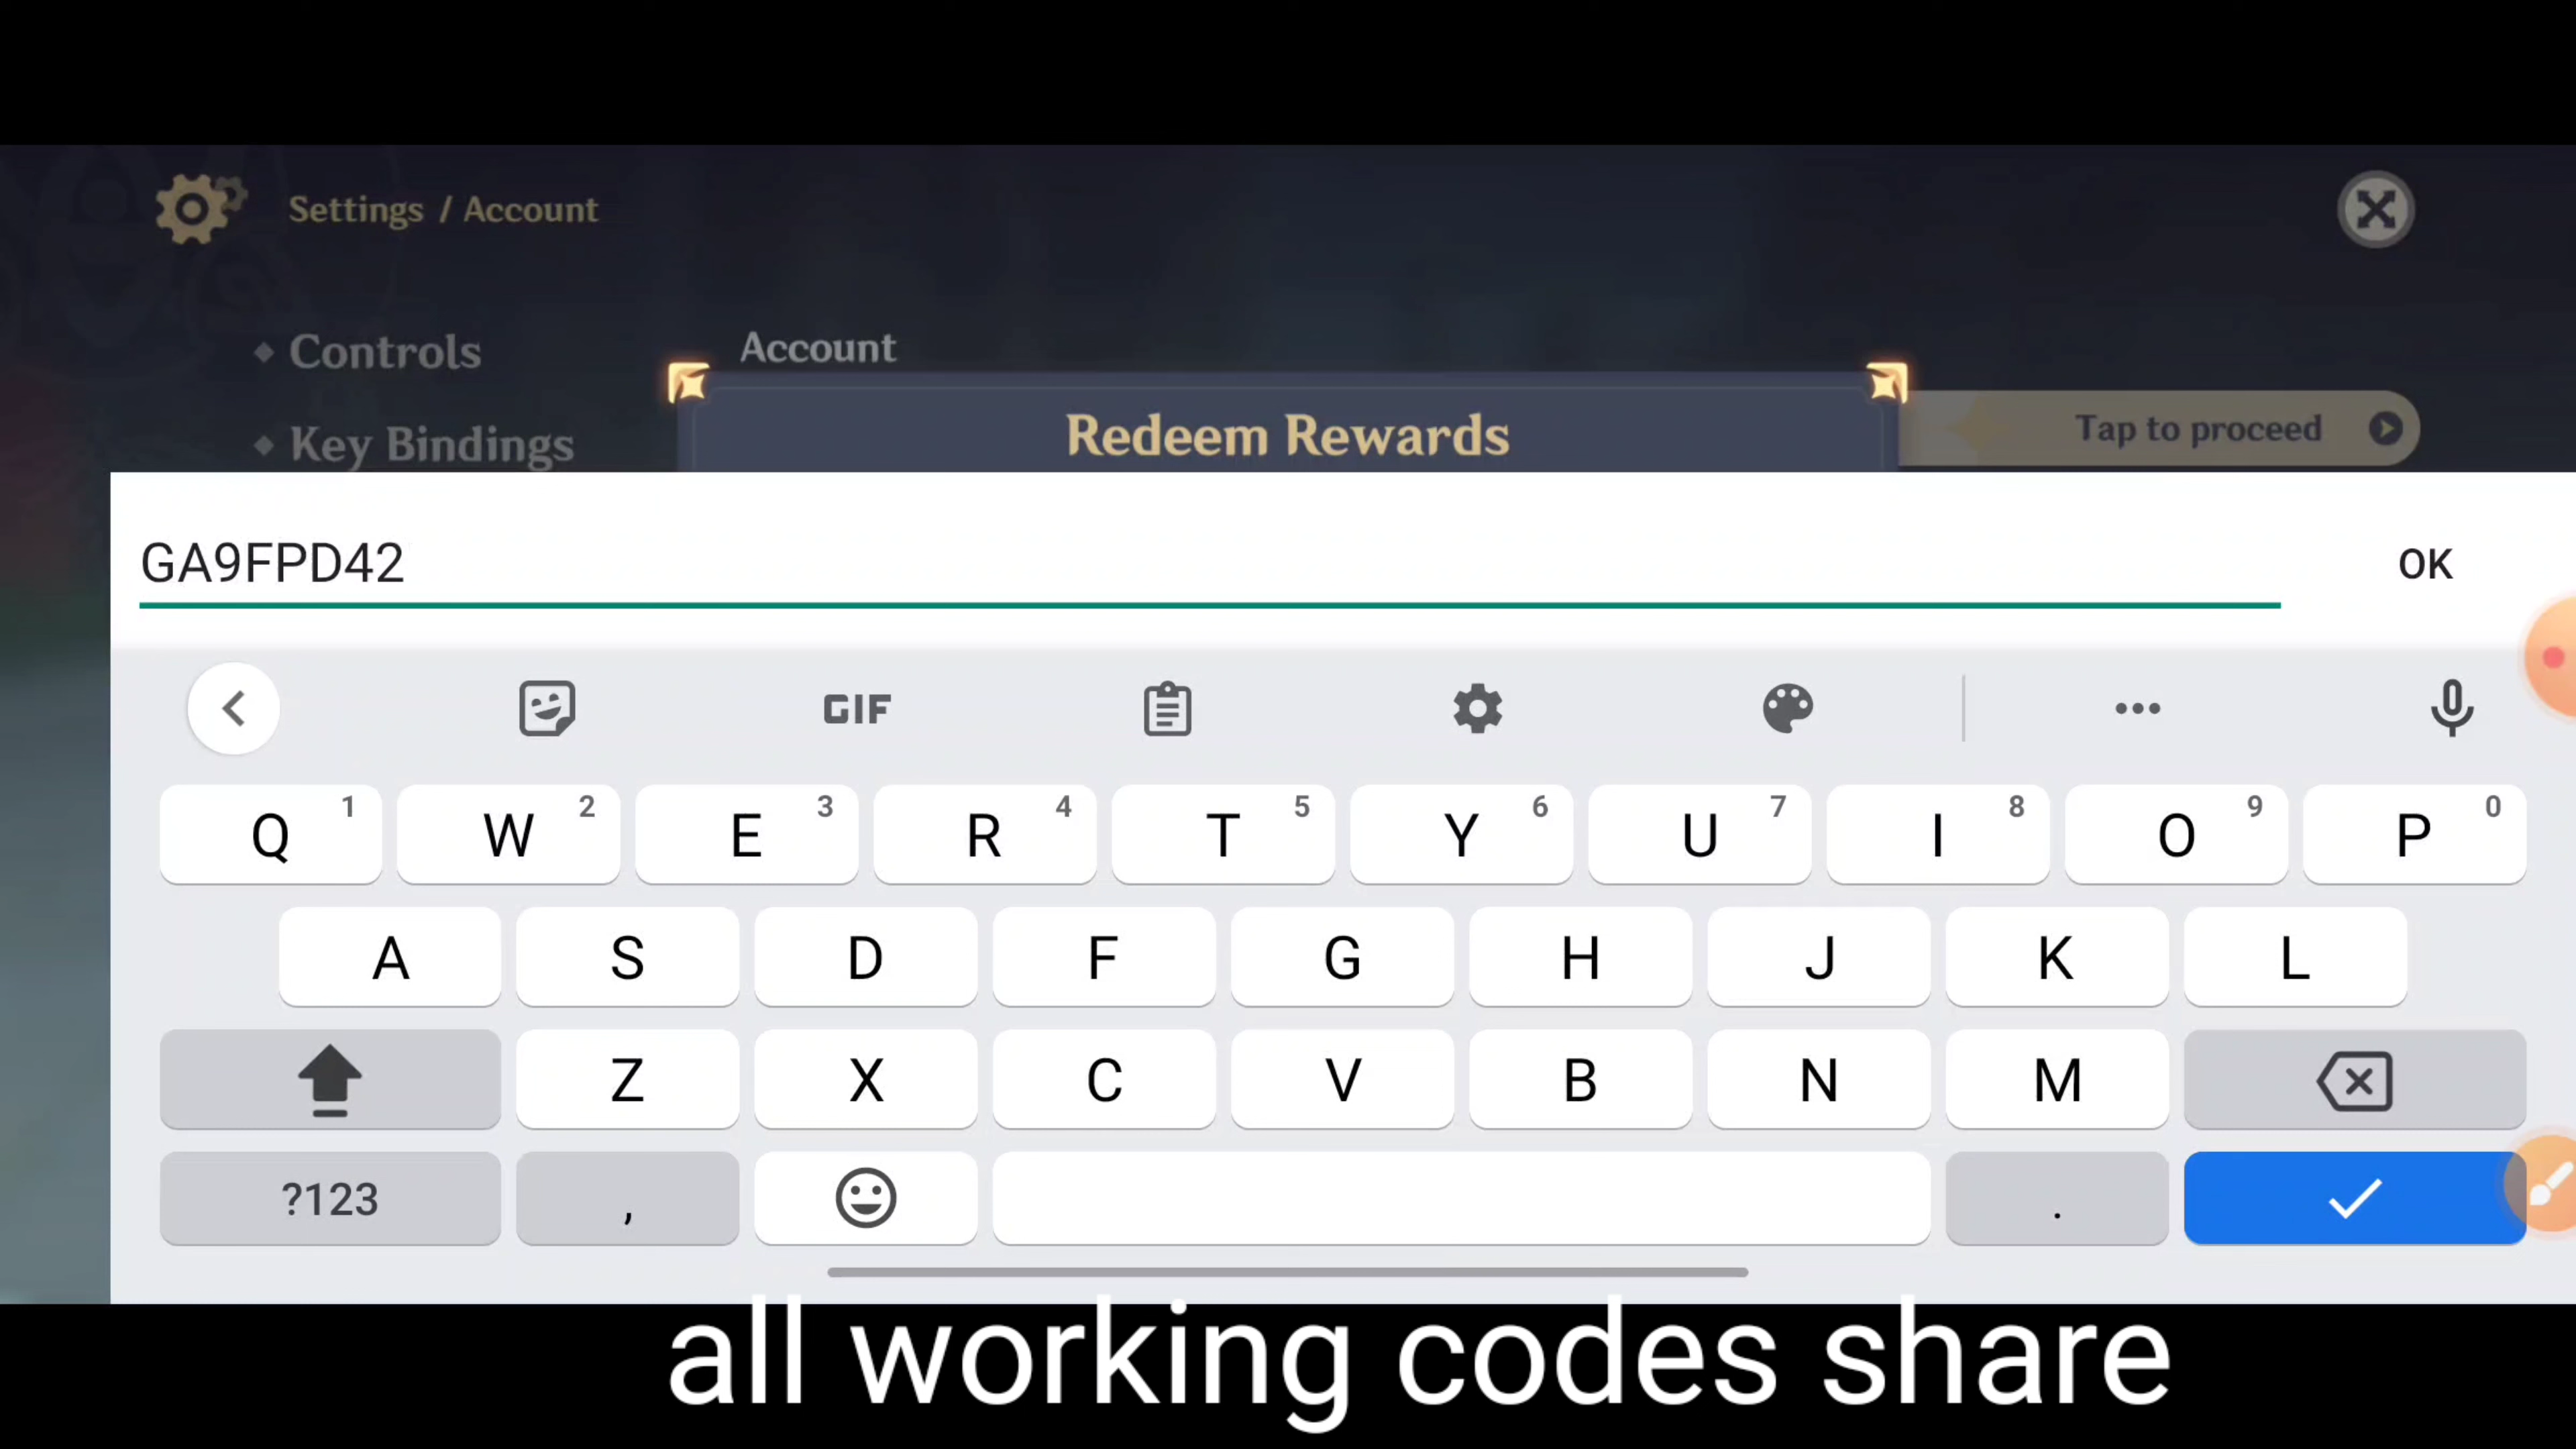 Settings / Account
Controls
Account
Key Bindings
Redeem Rewards
Tap to proceed
GA9FPD42
OK
GIF
Q 1 W 2 E 3 R 4 T 5 Y 6 U 7 I 8 O 9 P 0
A S D F G H J K L
Z X C V B N M
?123 , .
all working codes share